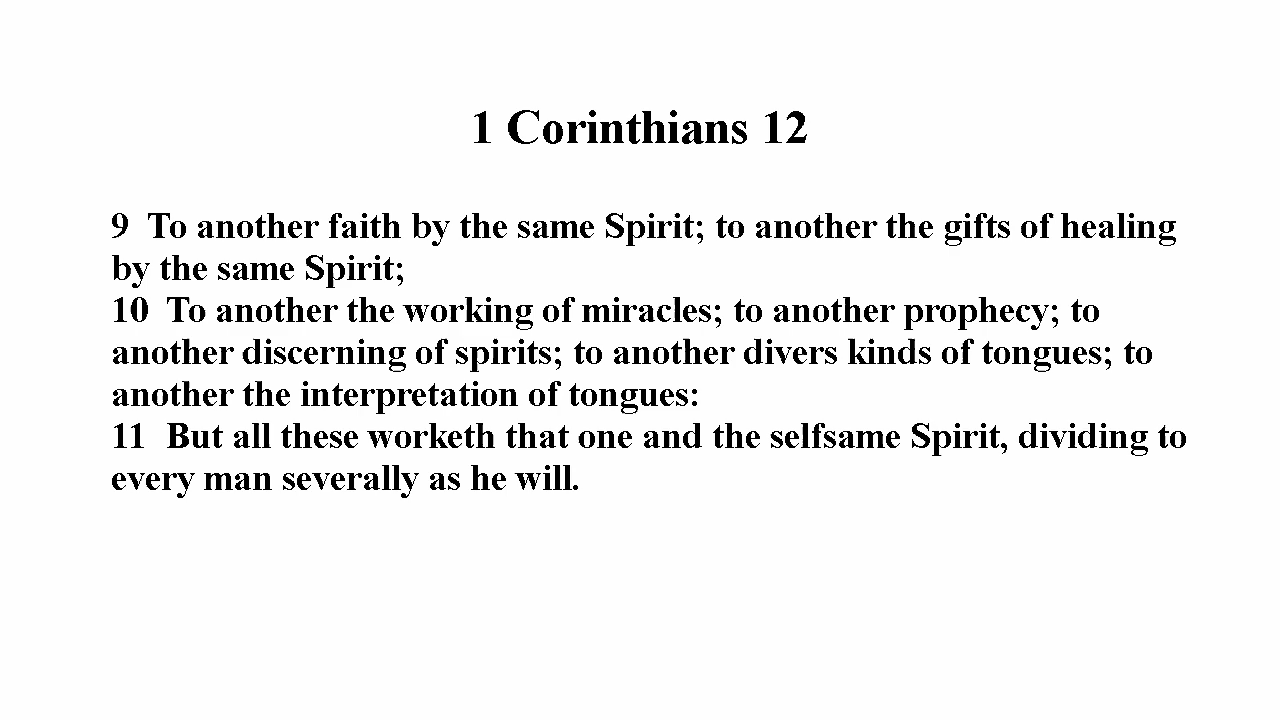 1 Corinthians 12
9 To another faith by the same Spirit; to another the gifts of healing
by the same Spirit;
10 To another the working of miracles; to another prophecy; to
another discerning of spirits; to another divers kinds of tongues; to
another the interpretation of tongues:
11 But all these worketh that one and the selfsame Spirit, dividing to
every man severally as he will.